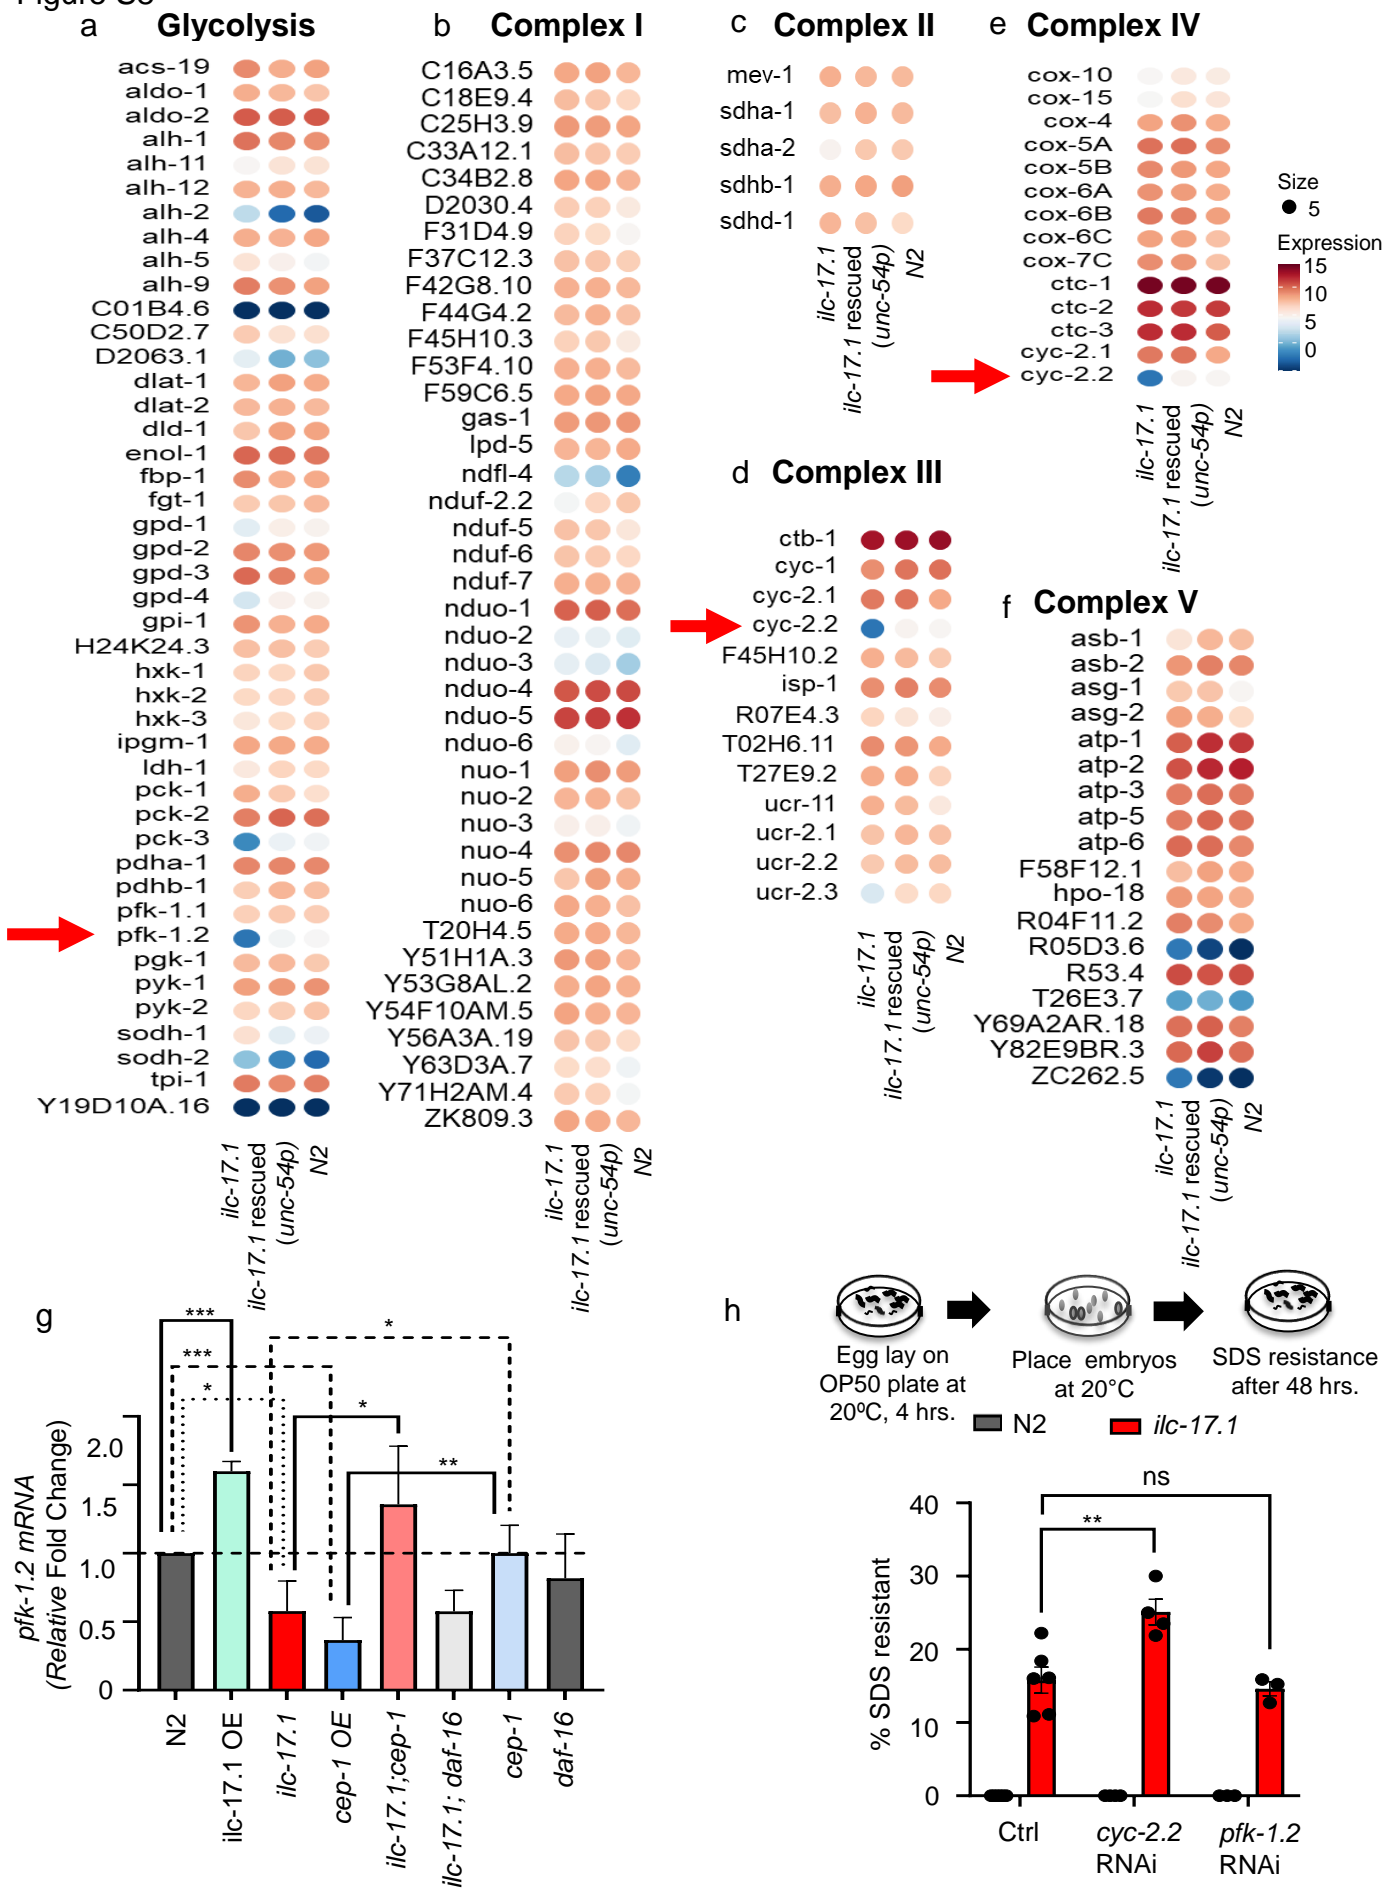 a Glycolysis
acs-19
aldo-1
aldo-2
alh-1
alh-11
alh-12
alh-2
alh-4
alh-5
alh-9
C01B4.6
C50D2.7
D2063.1
dlat-1
dlat-2
dld-1
enol-1
fbp-1
fgt-1
gpd-1
gpd-2
gpd-3
gpd-4
gpi-1
H24K24.3
hxk-1
hxk-2
hxk-3
ipgm-1
ldh-1
pck-1
pck-2
pck-3
pdha-1
pdhb-1
pfk-1.1
pfk-1.2
pgk-1
pyk-1
pyk-2
sodh-1
sodh-2
tpi-1
Y19D10A.16
ilc-17.1
ilc-17.1 rescued
(unc-54p)
N2
b Complex I
C16A3.5
C18E9.4
C25H3.9
C33A12.1
C34B2.8
D2030.4
F31D4.9
F37C12.3
F42G8.10
F44G4.2
F45H10.3
F53F4.10
F59C6.5
gas-1
lpd-5
ndfl-4
nduf-2.2
nduf-5
nduf-6
nduf-7
nduo-1
nduo-2
nduo-3
nduo-4
nduo-5
nduo-6
nuo-1
nuo-2
nuo-3
nuo-4
nuo-5
nuo-6
T20H4.5
Y51H1A.3
Y53G8AL.2
Y54F10AM.5
Y56A3A.19
Y63D3A.7
Y71H2AM.4
ZK809.3
ilc-17.1
ilc-17.1 rescued
(unc-54p)
N2
c Complex II
mev-1
sdha-1
sdha-2
sdhb-1
sdhd-1
ilc-17.1
ilc-17.1 rescued
(unc-54p)
N2
d Complex III
ctb-1
cyc-1
cyc-2.1
cyc-2.2
F45H10.2
isp-1
R07E4.3
T02H6.11
T27E9.2
ucr-11
ucr-2.1
ucr-2.2
ucr-2.3
ilc-17.1
ilc-17.1 rescued
(unc-54p)
N2
e Complex IV
cox-10
cox-15
cox-4
cox-5A
cox-5B
cox-6A
cox-6B
cox-6C
cox-7C
ctc-1
ctc-2
ctc-3
cyc-2.1
cyc-2.2
ilc-17.1
ilc-17.1 rescued
(unc-54p)
N2
Size
5
Expression
15
10
5
0
f Complex V
asb-1
asb-2
asg-1
asg-2
atp-1
atp-2
atp-3
atp-5
atp-6
F58F12.1
hpo-18
R04F11.2
R05D3.6
R53.4
T26E3.7
Y69A2AR.18
Y82E9BR.3
ZC262.5
ilc-17.1
ilc-17.1 rescued
(unc-54p)
N2
g
***
***
*
*
*
**
pfk-1.2 mRNA
(Relative Fold Change)
2.0
1.5
1.0
0.5
0
N2
ilc-17.1 OE
ilc-17.1
cep-1 OE
ilc-17.1;cep-1
ilc-17.1; daf-16
cep-1
daf-16
h
Egg lay on
OP50 plate at
20ºC, 4 hrs.
Place embryos
at 20°C
SDS resistance
after 48 hrs.
N2
ilc-17.1
ns
**
% SDS resistant
40
30
20
10
0
Ctrl
cyc-2.2
RNAi
pfk-1.2
RNAi